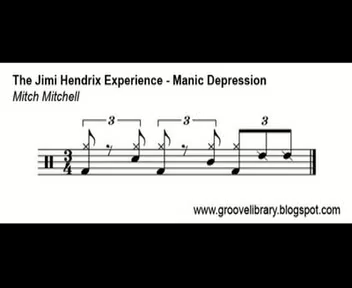 The Jimi Hendrix Experience - Manic Depression
Mitch Mitchell
3 3 3
3
4
www.groovelibrary.blogspot.com